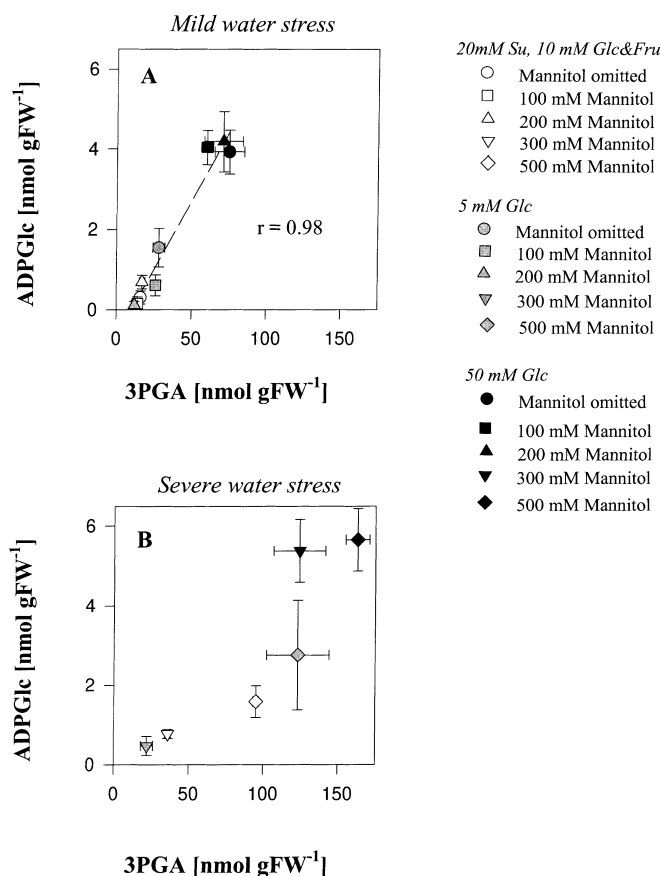 Mild water stress
A
6
4
2
0
r = 0.98
0 50 100 150
ADPGlc [nmol gFW⁻¹]
3PGA [nmol gFW⁻¹]
20mM Su, 10 mM Glc&Fru
Mannitol omitted
100 mM Mannitol
200 mM Mannitol
300 mM Mannitol
500 mM Mannitol
5 mM Glc
Mannitol omitted
100 mM Mannitol
200 mM Mannitol
300 mM Mannitol
500 mM Mannitol
50 mM Glc
Mannitol omitted
100 mM Mannitol
200 mM Mannitol
300 mM Mannitol
500 mM Mannitol
Severe water stress
B
6
4
2
0
0 50 100 150
ADPGlc [nmol gFW⁻¹]
3PGA [nmol gFW⁻¹]